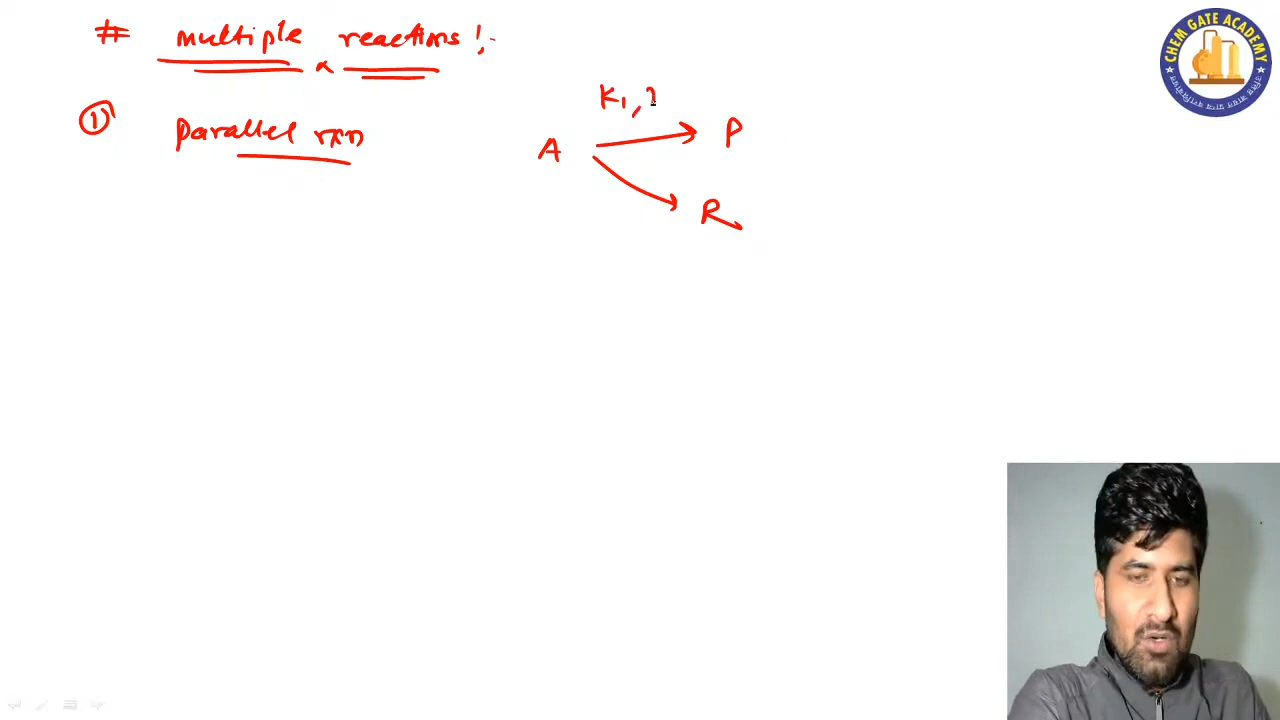 # multiple reactions :-
① parallel rxn
K₁,
A P
R
CHEM GATE ACADEMY